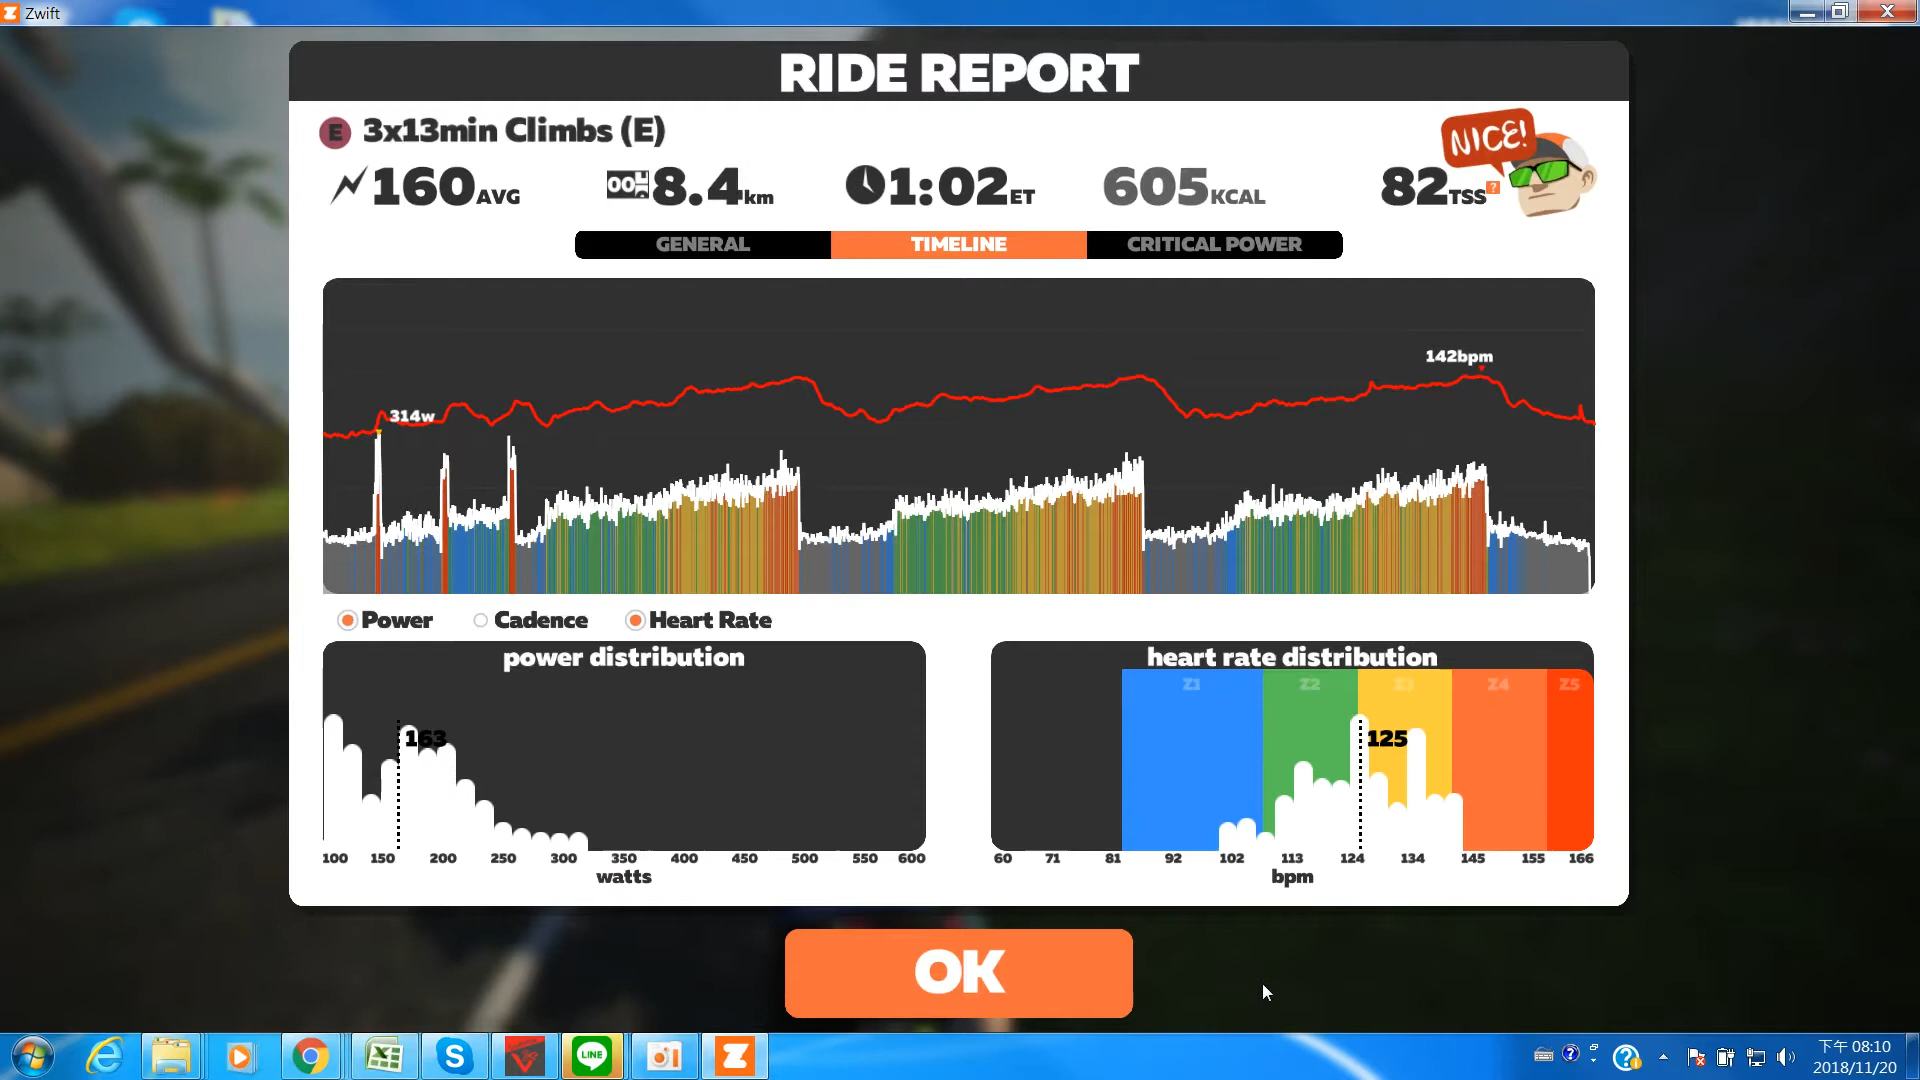 Zwift
RIDE REPORT
E 3x13min Climbs (E)
NICE!
160AVG 8.4km 1:02ET 605KCAL 82TSS?
GENERAL TIMELINE CRITICAL POWER
142bpm
314w
Power Cadence Heart Rate
power distribution
163
100 150 200 250 300 350 400 450 500 550 600
watts
heart rate distribution
Z1 Z2 Z3 Z4 Z5
125
60 71 81 92 102 113 124 134 145 155 166
bpm
OK
LINE
下午 08:10
2018/11/20